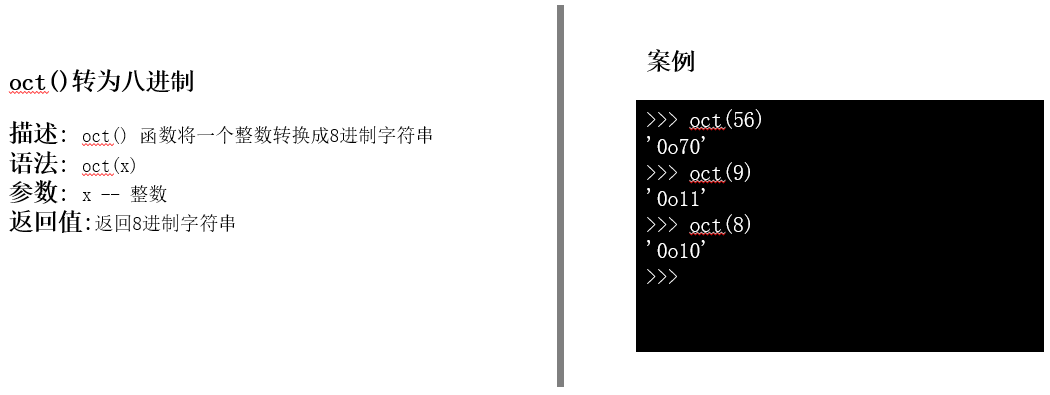 oct()转为八进制
描述: oct() 函数将一个整数转换成8进制字符串
语法: oct(x)
参数: x -- 整数
返回值:返回8进制字符串
案例
>>> oct(56)
'0o70'
>>> oct(9)
'0o11'
>>> oct(8)
'0o10'
>>>